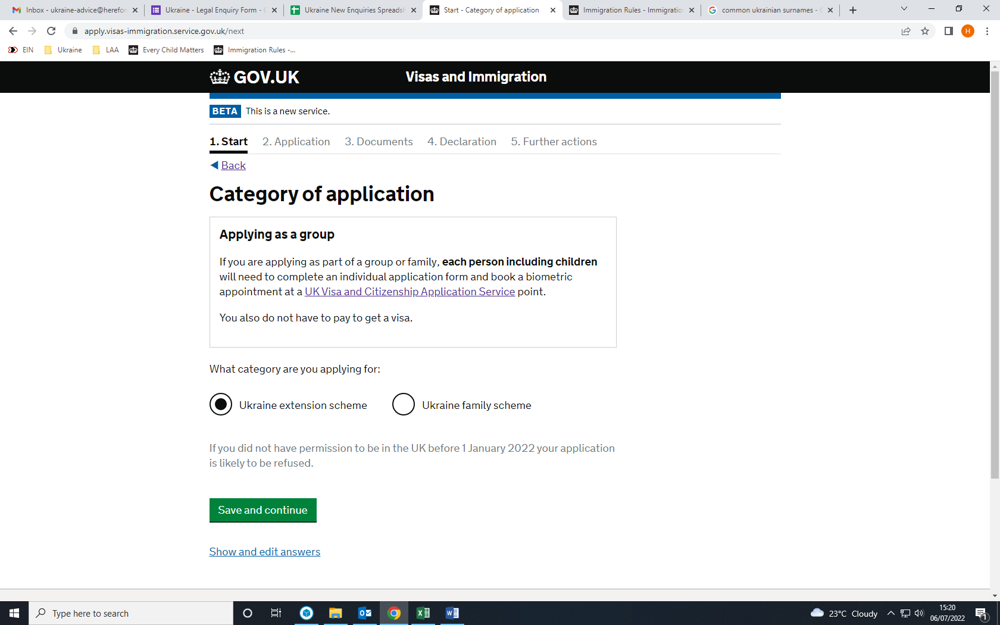 Inbox - ukraine-advice@herefor
Ukraine - Legal Enquiry Form -
Ukraine New Enquiries Spreadsh
Start - Category of application
Immigration Rules - Immigratio
common ukrainian surnames -
apply.visas-immigration.service.gov.uk/next
H
EIN
Ukraine
LAA
Every Child Matters
Immigration Rules -...
GOV.UK
Visas and Immigration
BETA This is a new service.
1. Start 2. Application 3. Documents 4. Declaration 5. Further actions
Back
Category of application
Applying as a group
If you are applying as part of a group or family, each person including children
will need to complete an individual application form and book a biometric
appointment at a UK Visa and Citizenship Application Service point.
You also do not have to pay to get a visa.
What category are you applying for:
Ukraine extension scheme Ukraine family scheme
If you did not have permission to be in the UK before 1 January 2022 your application
is likely to be refused.
Save and continue
Show and edit answers
Type here to search
23°C Cloudy
15:20
06/07/2022
1